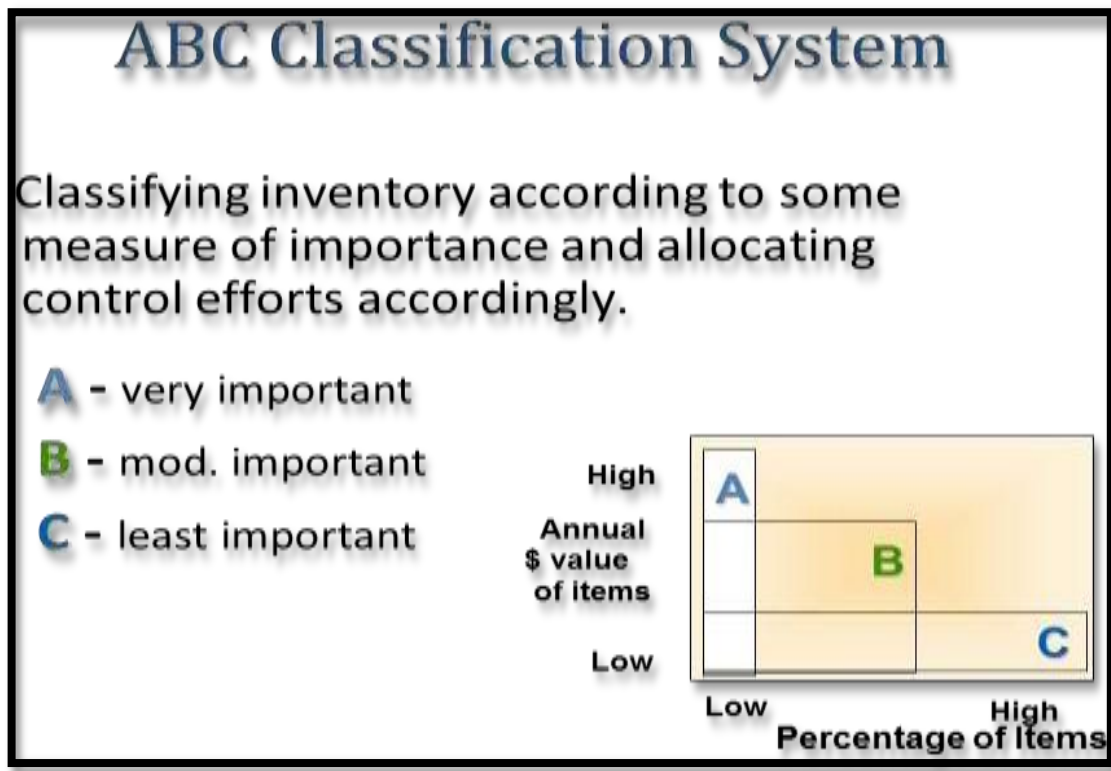 ABC Classification System
Classifying inventory according to some
measure of importance and allocating
control efforts accordingly.
A - very important
B - mod. important
C - least important
High
Annual
$ value
of items
Low
A
B
C
Low
High
Percentage of Items